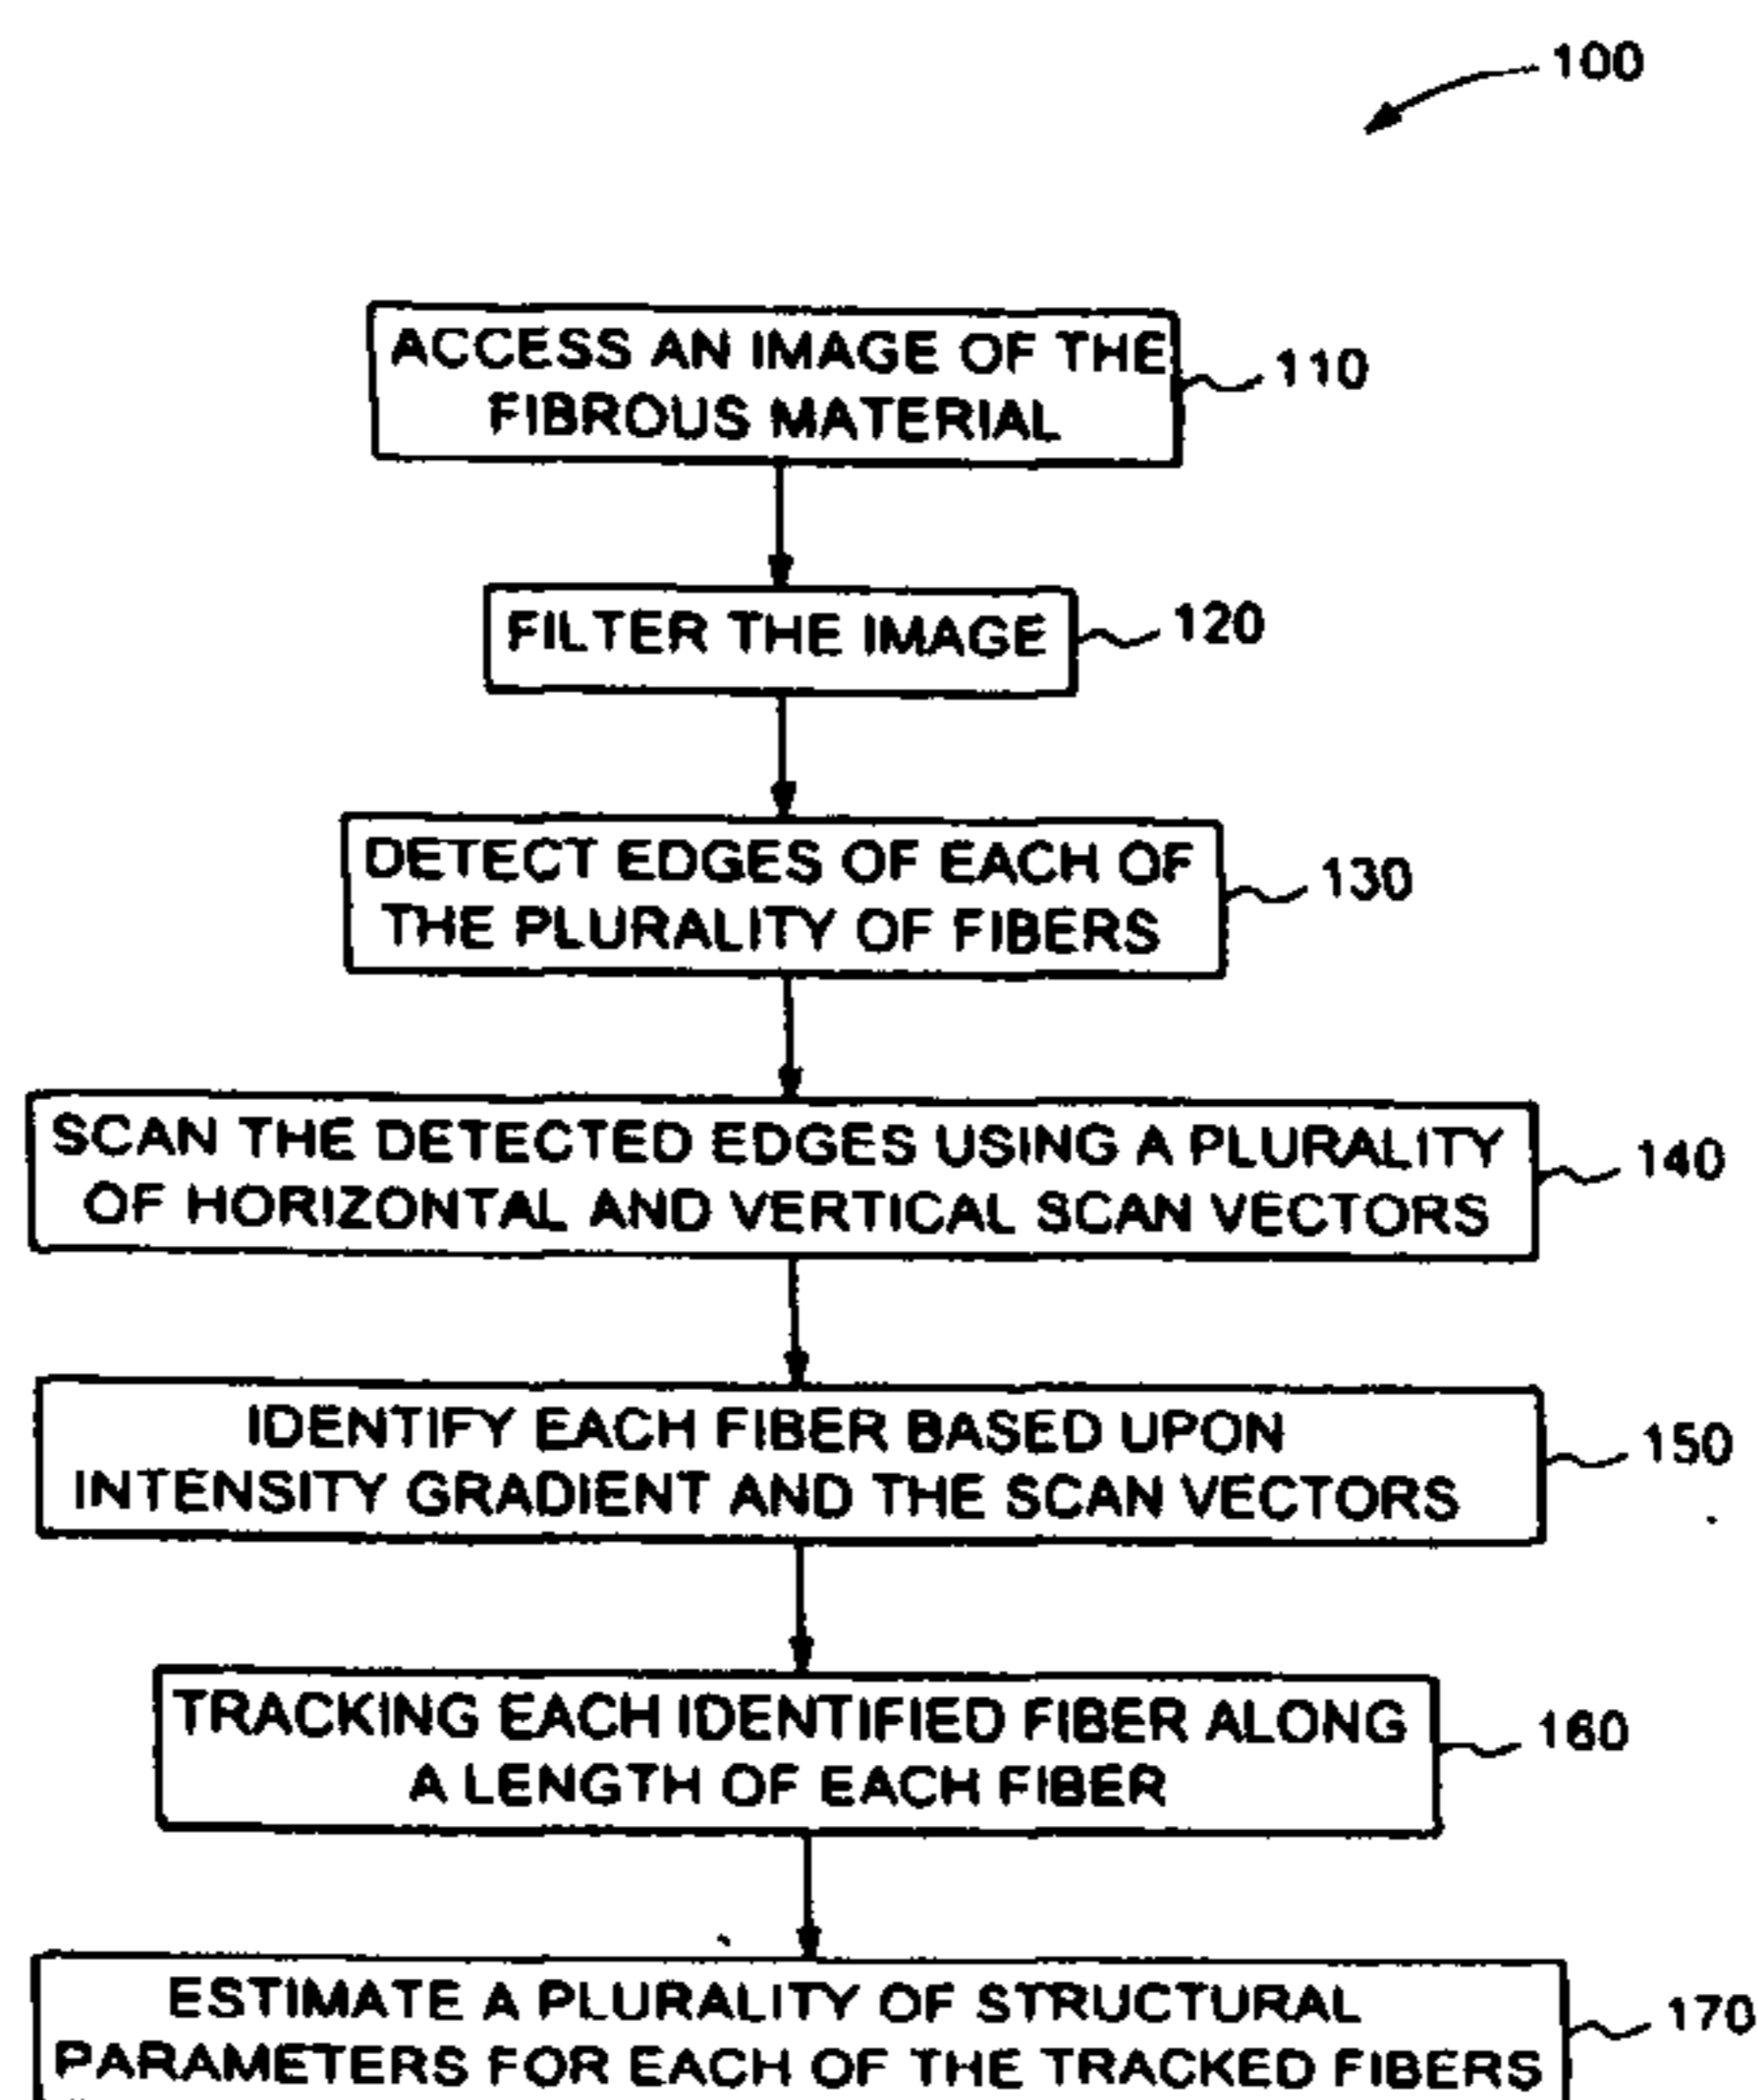 100
ACCESS AN IMAGE OF THE
FIBROUS MATERIAL
110
FILTER THE IMAGE
120
DETECT EDGES OF EACH OF
THE PLURALITY OF FIBERS
130
SCAN THE DETECTED EDGES USING A PLURALITY
OF HORIZONTAL AND VERTICAL SCAN VECTORS
140
IDENTIFY EACH FIBER BASED UPON
INTENSITY GRADIENT AND THE SCAN VECTORS
150
TRACKING EACH IDENTIFIED FIBER ALONG
A LENGTH OF EACH FIBER
160
ESTIMATE A PLURALITY OF STRUCTURAL
PARAMETERS FOR EACH OF THE TRACKED FIBERS
170